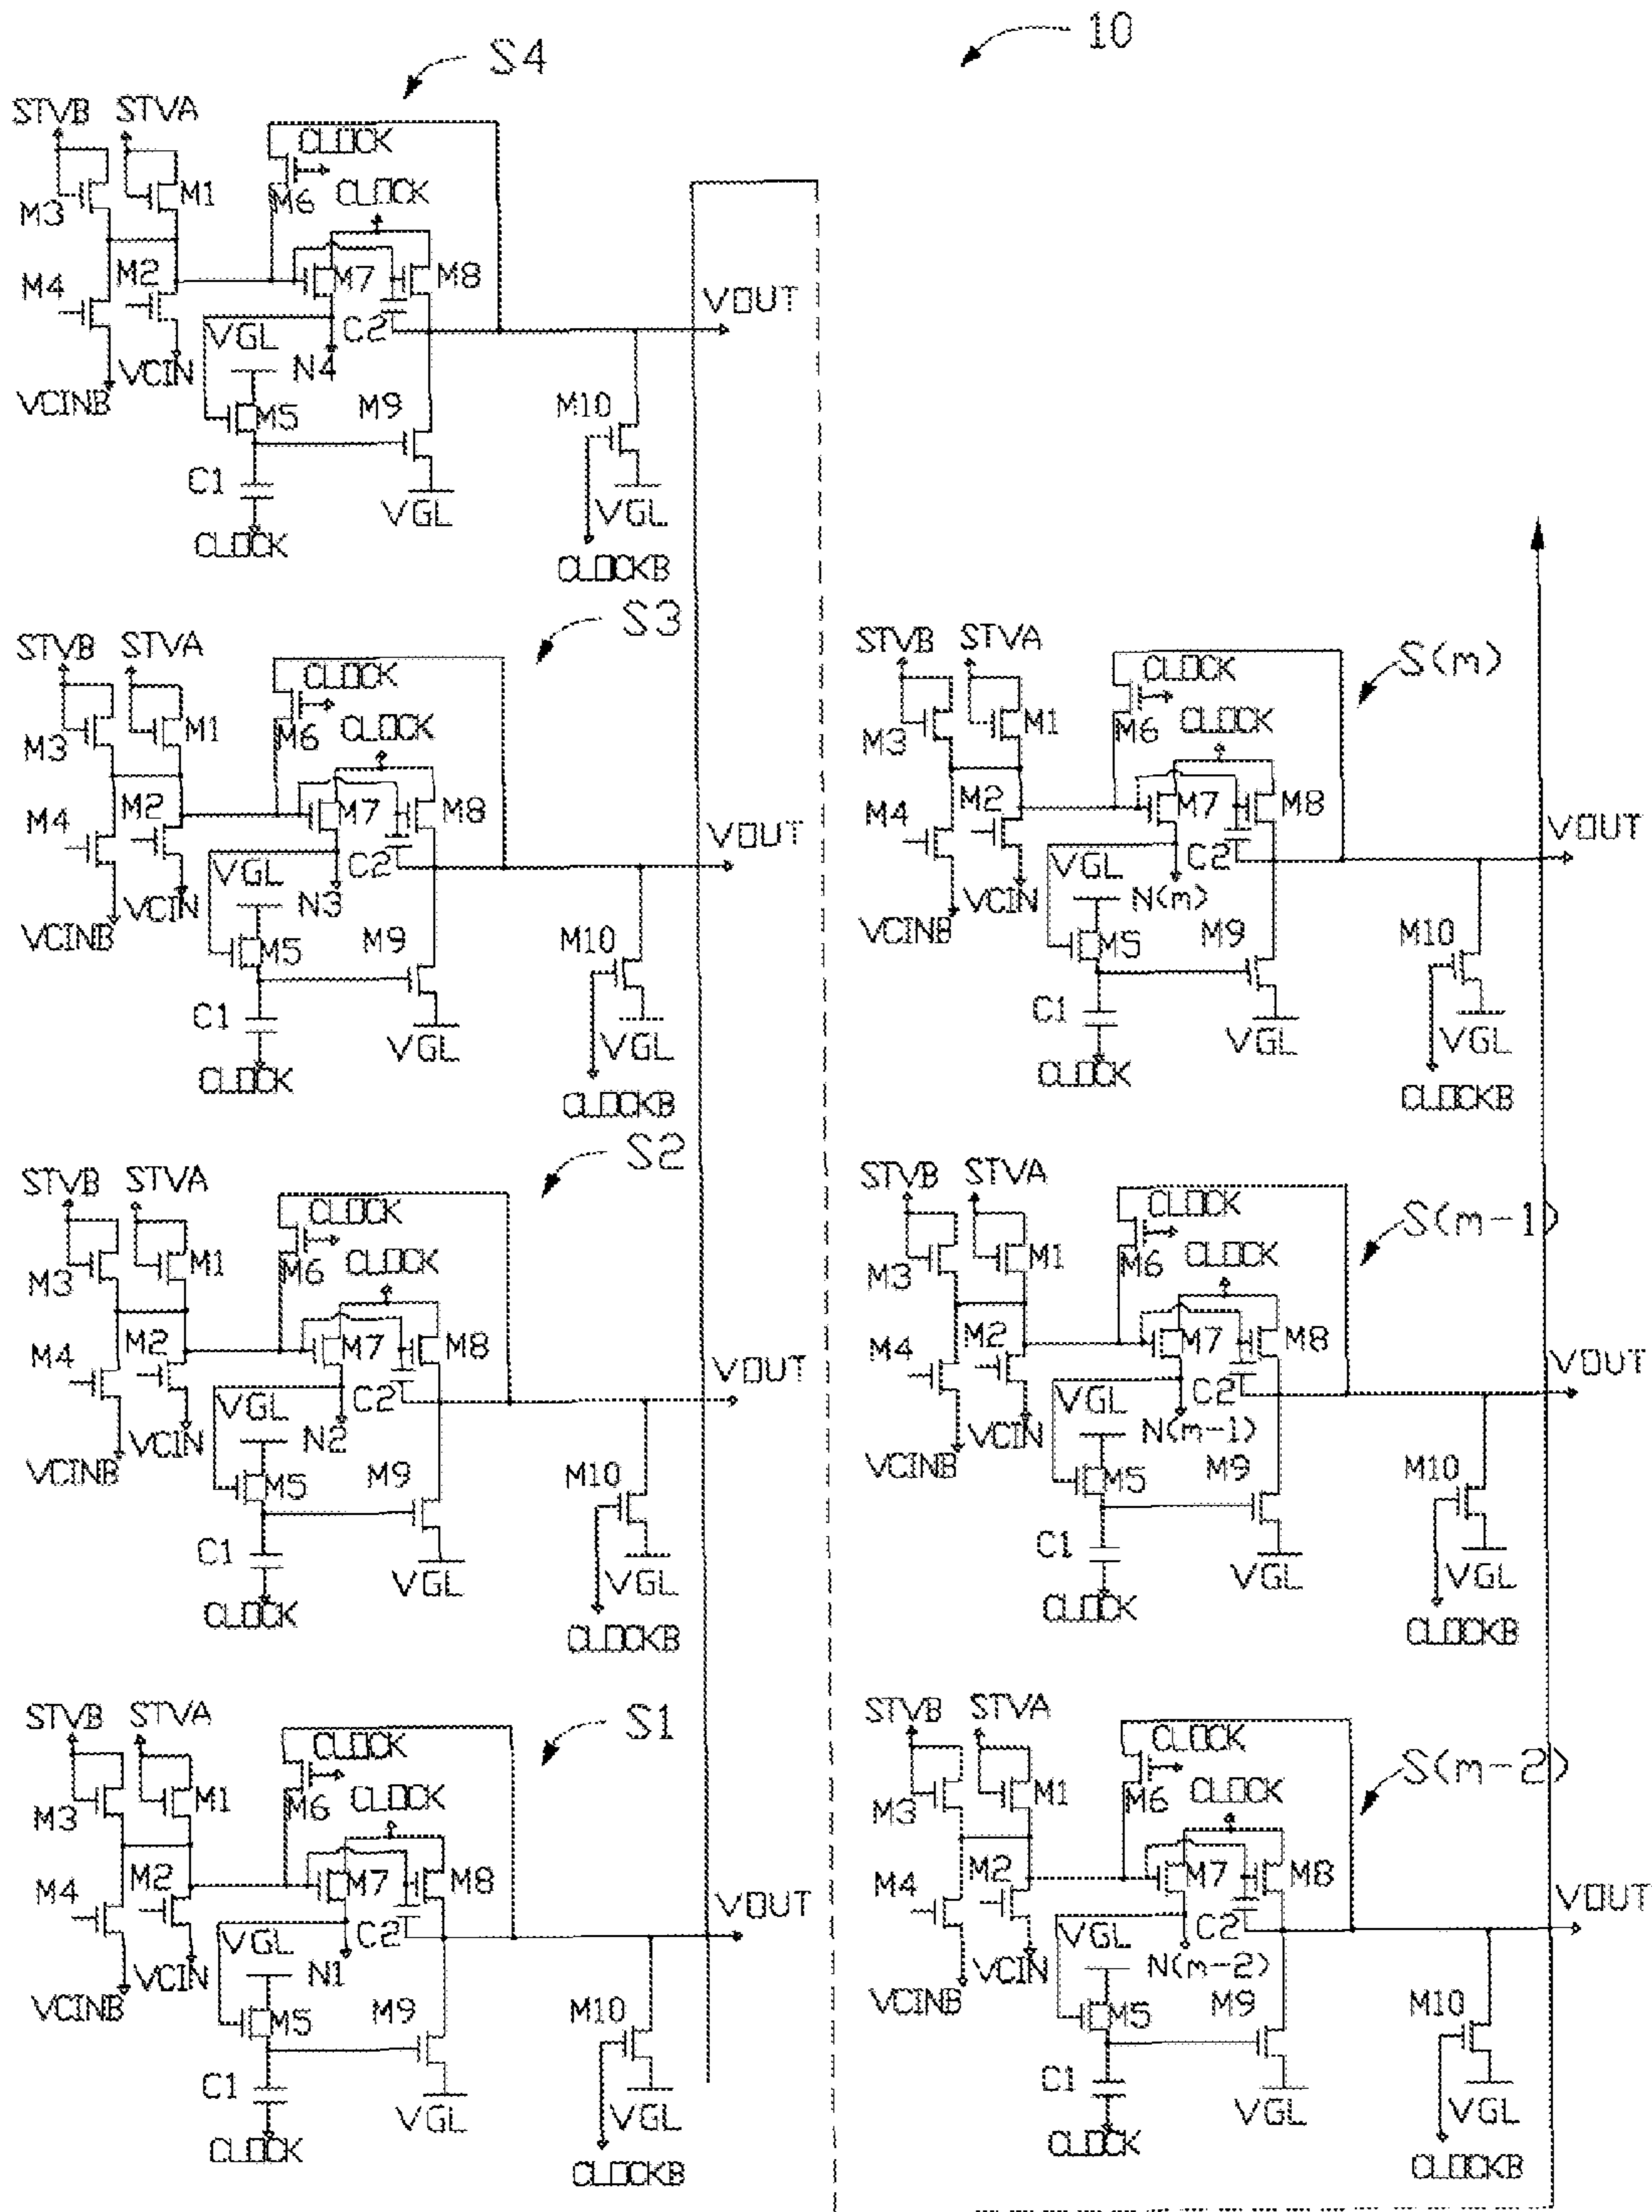 10
S4
STVB STVA
CLOCK
M3 M1 M6 CLOCK
M4 M2 M7 M8
VOUT
VGL N4 C2
VCINB VCIN
M5 M9 M10
C1
VGL VGL
CLOCK CLOCKB
S3
STVB STVA
CLOCK
M3 M1 M6 CLOCK
M4 M2 M7 M8
VOUT
VGL N3 C2
VCINB VCIN
M5 M9 M10
C1
VGL VGL
CLOCK CLOCKB
S2
STVB STVA
CLOCK
M3 M1 M6 CLOCK
M4 M2 M7 M8
VOUT
VGL N2 C2
VCINB VCIN
M5 M9 M10
C1
VGL VGL
CLOCK CLOCKB
S1
STVB STVA
CLOCK
M3 M1 M6 CLOCK
M4 M2 M7 M8
VOUT
VGL N1 C2
VCINB VCIN
M5 M9 M10
C1
VGL VGL
CLOCK CLOCKB
S(m)
STVB STVA
CLOCK
M3 M1 M6 CLOCK
M4 M2 M7 M8
VOUT
VGL N(m) C2
VCINB VCIN
M5 M9 M10
C1
VGL VGL
CLOCK CLOCKB
S(m-1)
STVB STVA
CLOCK
M3 M1 M6 CLOCK
M4 M2 M7 M8
VOUT
VGL N(m-1) C2
VCINB VCIN
M5 M9 M10
C1
VGL VGL
CLOCK CLOCKB
S(m-2)
STVB STVA
CLOCK
M3 M1 M6 CLOCK
M4 M2 M7 M8
VOUT
VGL N(m-2) C2
VCINB VCIN
M5 M9 M10
C1
VGL VGL
CLOCK CLOCKB